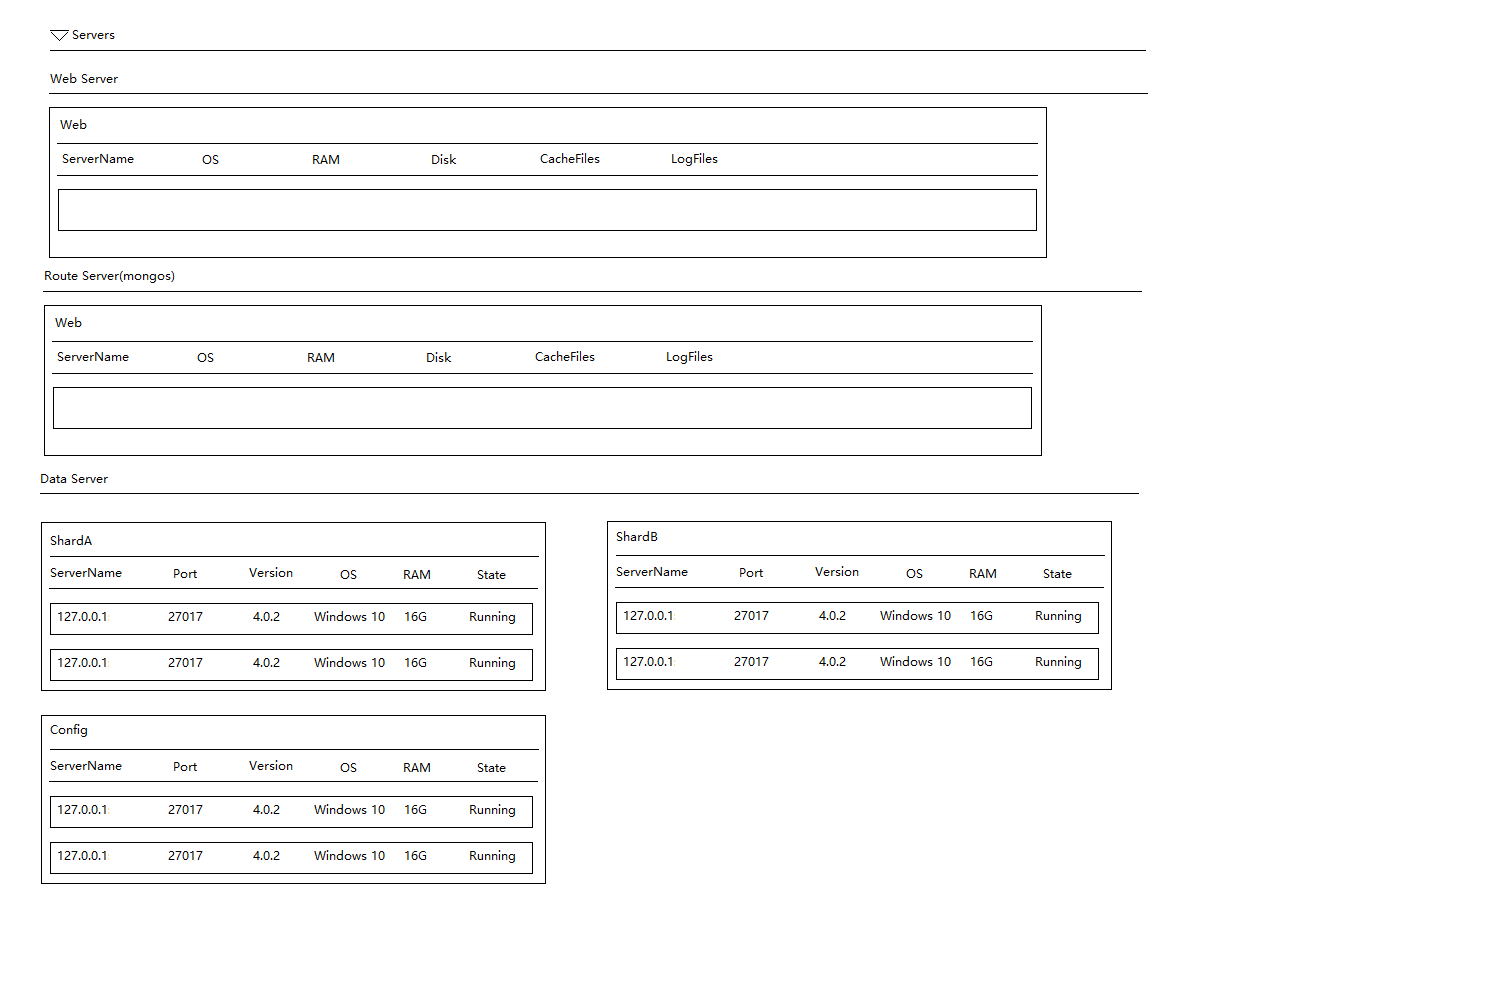 Servers
Web Server
Web
ServerName OS RAM Disk CacheFiles LogFiles
Route Server(mongos)
Web
ServerName OS RAM Disk CacheFiles LogFiles
Data Server
ShardA
ServerName Port Version OS RAM State
127.0.0.1 27017 4.0.2 Windows 10 16G Running
127.0.0.1 27017 4.0.2 Windows 10 16G Running
ShardB
ServerName Port Version OS RAM State
127.0.0.1 27017 4.0.2 Windows 10 16G Running
127.0.0.1 27017 4.0.2 Windows 10 16G Running
Config
ServerName Port Version OS RAM State
127.0.0.1 27017 4.0.2 Windows 10 16G Running
127.0.0.1 27017 4.0.2 Windows 10 16G Running